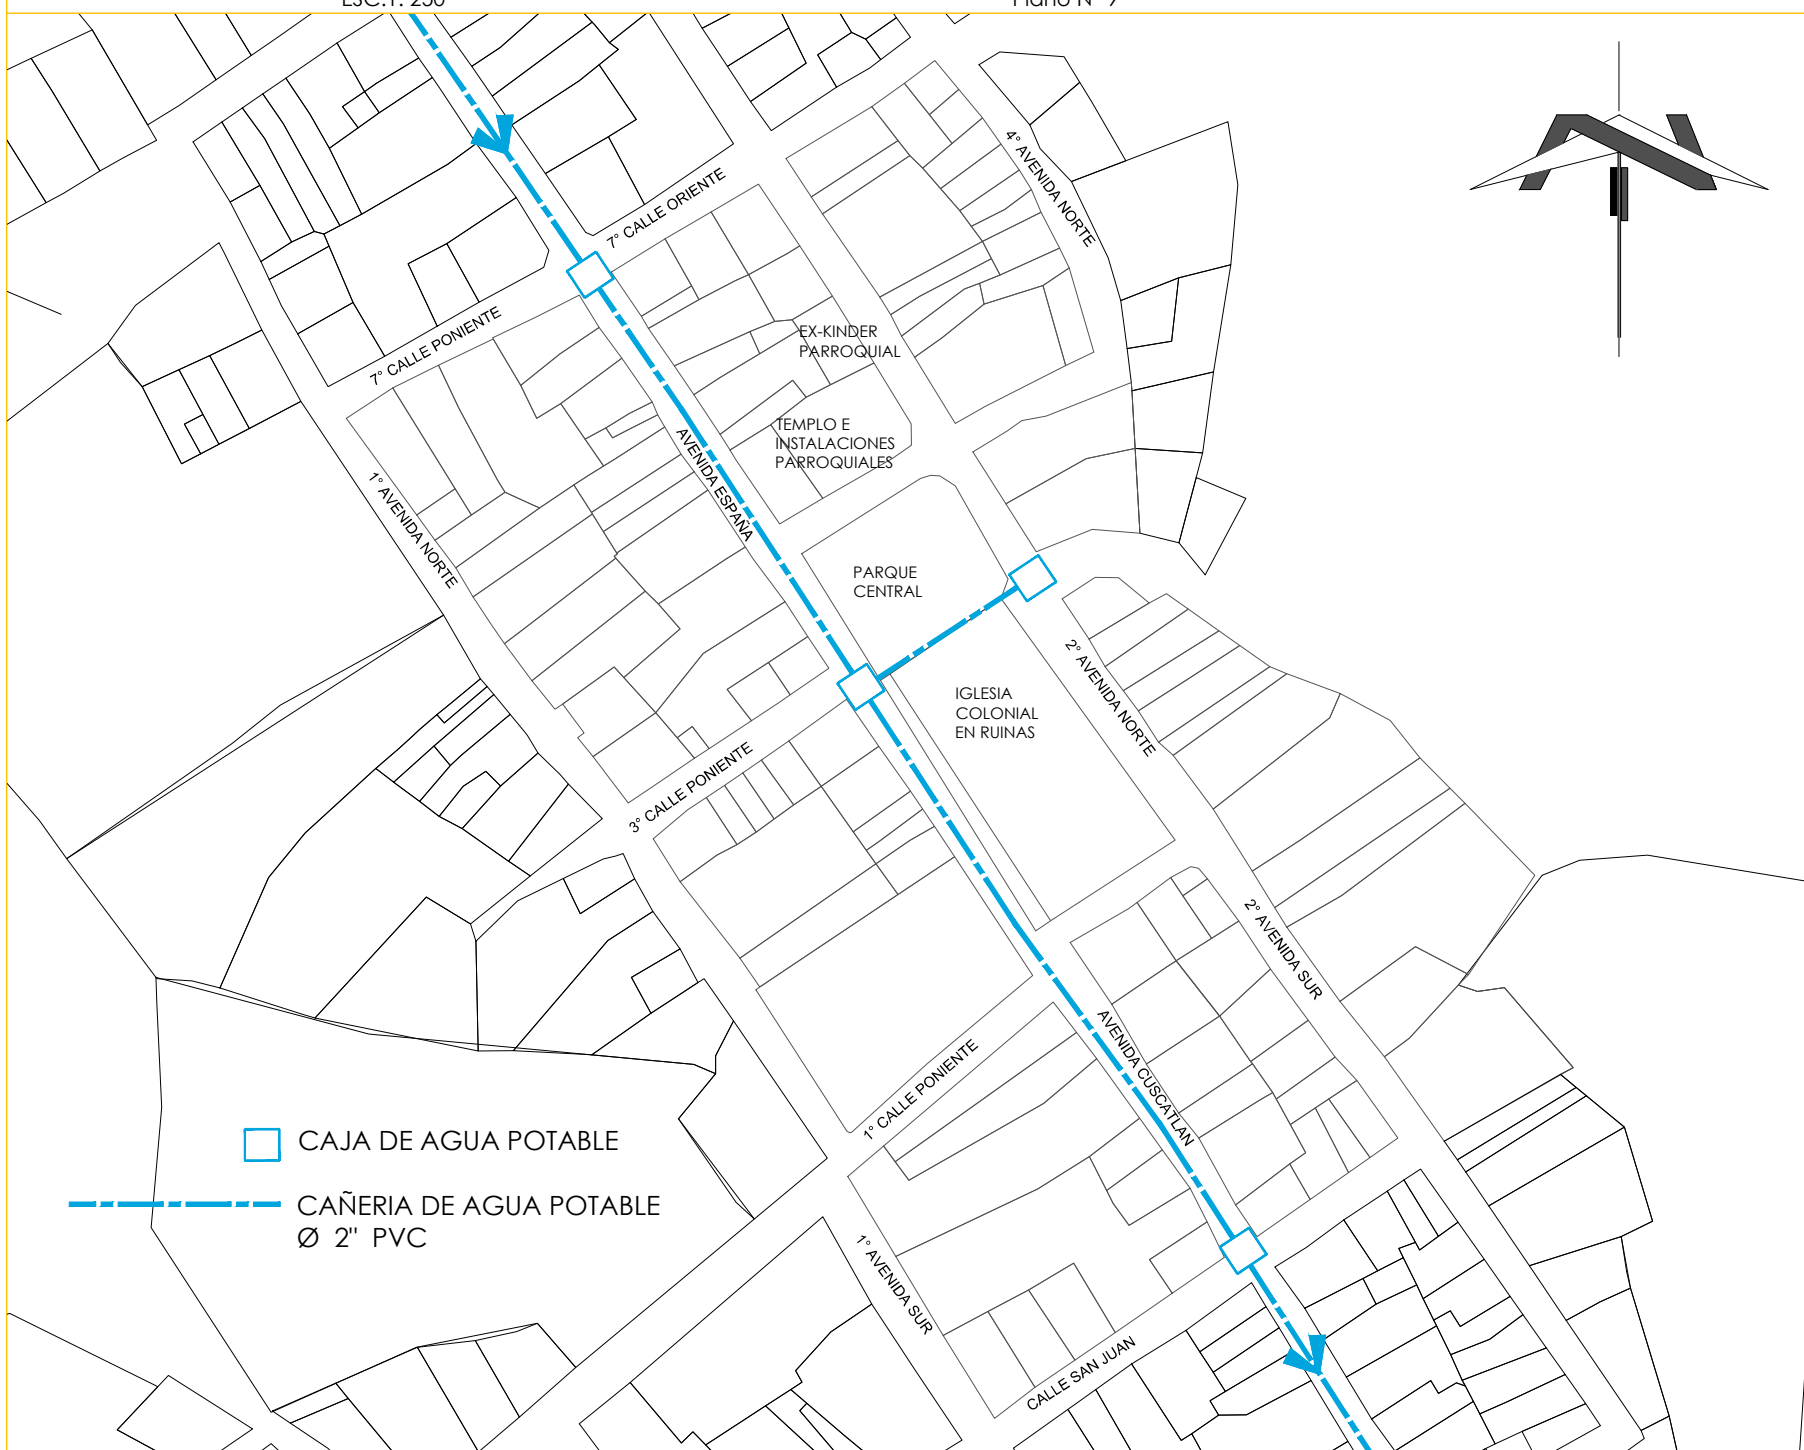 4° AVENIDA NORTE
7° CALLE ORIENTE
7° CALLE PONIENTE
EX-KINDER
PARROQUIAL
TEMPLO E
INSTALACIONES
PARROQUIALES
AVENIDA ESPAÑA
1° AVENIDA NORTE
PARQUE
CENTRAL
2° AVENIDA NORTE
IGLESIA
COLONIAL
EN RUINAS
3° CALLE PONIENTE
2° AVENIDA SUR
AVENIDA CUSCATLAN
1° CALLE PONIENTE
CAJA DE AGUA POTABLE
CAÑERIA DE AGUA POTABLE
Ø 2" PVC
1° AVENIDA SUR
CALLE SAN JUAN